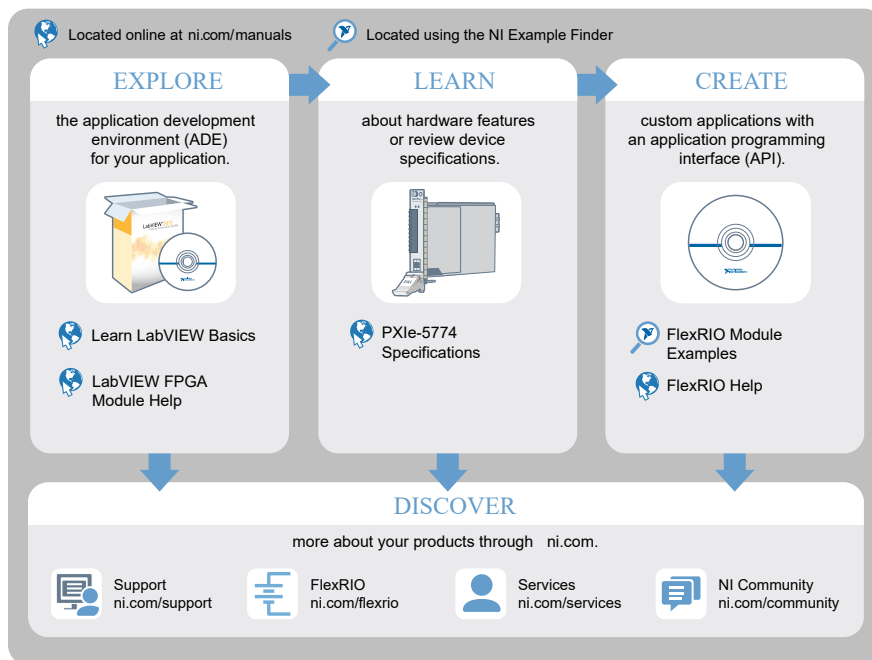 Located online at ni.com/manuals
Located using the NI Example Finder
EXPLORE
the application development
environment (ADE)
for your application.
LabVIEW
Learn LabVIEW Basics
LabVIEW FPGA
Module Help
LEARN
about hardware features
or review device
specifications.
PXIe-5774
Specifications
CREATE
custom applications with
an application programming
interface (API).
FlexRIO Module
Examples
FlexRIO Help
DISCOVER
more about your products through ni.com.
Support
ni.com/support
FlexRIO
ni.com/flexrio
Services
ni.com/services
NI Community
ni.com/community